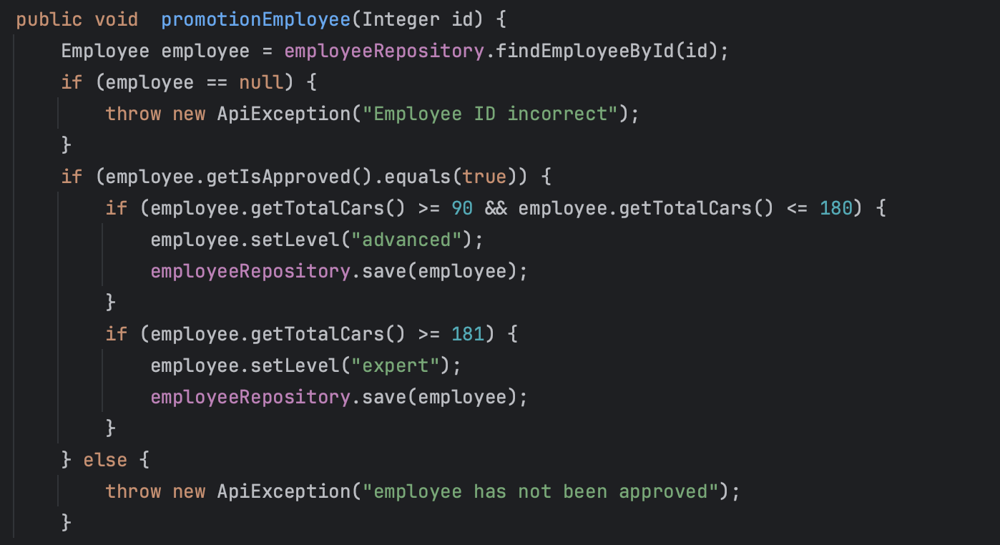 public void  promotionEmployee(Integer id) {
    Employee employee = employeeRepository.findEmployeeById(id);
    if (employee == null) {
        throw new ApiException("Employee ID incorrect");
    }
    if (employee.getIsApproved().equals(true)) {
        if (employee.getTotalCars() >= 90 && employee.getTotalCars() <= 180) {
            employee.setLevel("advanced");
            employeeRepository.save(employee);
        }
        if (employee.getTotalCars() >= 181) {
            employee.setLevel("expert");
            employeeRepository.save(employee);
        }
    } else {
        throw new ApiException("employee has not been approved");
    }